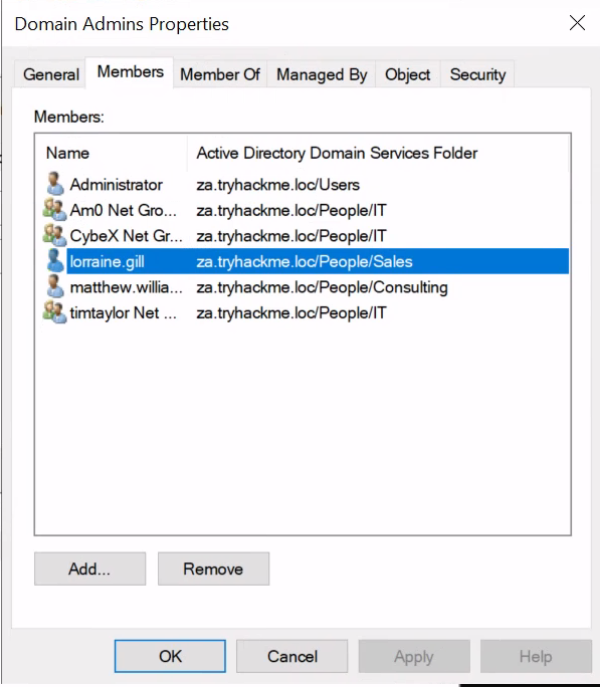 Domain Admins Properties
General Members Member Of Managed By Object Security
Members:
Name Active Directory Domain Services Folder
Administrator za.tryhackme.loc/Users
Am0 Net Gro... za.tryhackme.loc/People/IT
CybeX Net Gr... za.tryhackme.loc/People/IT
lorraine.gill za.tryhackme.loc/People/Sales
matthew.willia... za.tryhackme.loc/People/Consulting
timtaylor Net ... za.tryhackme.loc/People/IT
Add... Remove
OK Cancel Apply Help